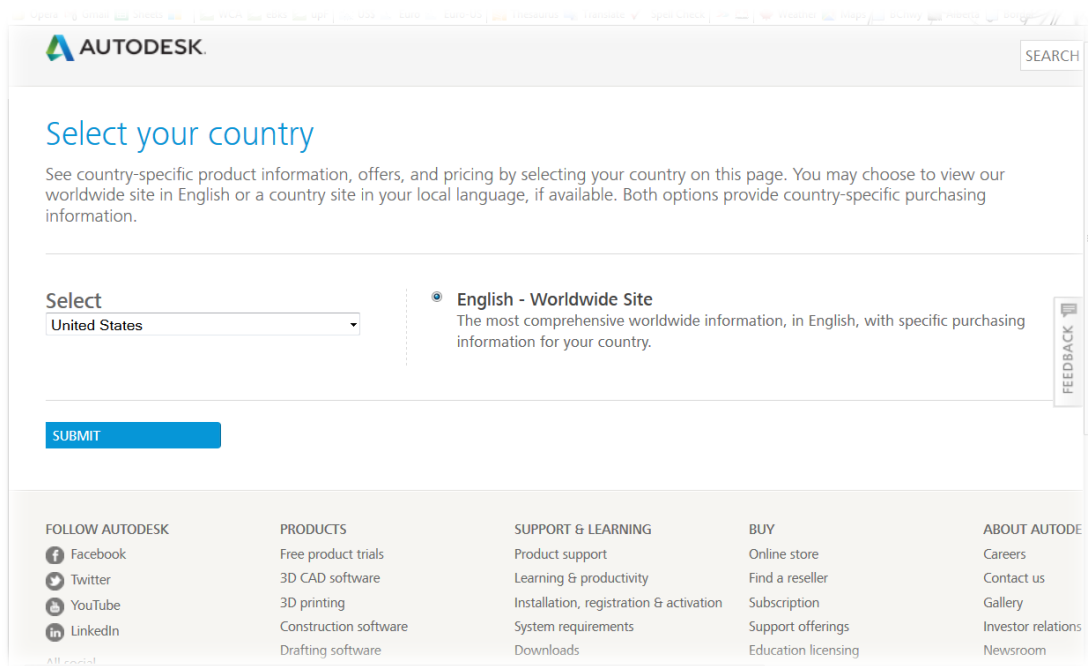 AUTODESK.
SEARCH
Select your country
See country-specific product information, offers, and pricing by selecting your country on this page. You may choose to view our
worldwide site in English or a country site in your local language, if available. Both options provide country-specific purchasing
information.
Select
United States
English - Worldwide Site
The most comprehensive worldwide information, in English, with specific purchasing
information for your country.
FEEDBACK
SUBMIT
FOLLOW AUTODESK
Facebook
Twitter
YouTube
LinkedIn
All social
PRODUCTS
Free product trials
3D CAD software
3D printing
Construction software
Drafting software
SUPPORT & LEARNING
Product support
Learning & productivity
Installation, registration & activation
System requirements
Downloads
BUY
Online store
Find a reseller
Subscription
Support offerings
Education licensing
ABOUT AUTODE
Careers
Contact us
Gallery
Investor relations
Newsroom